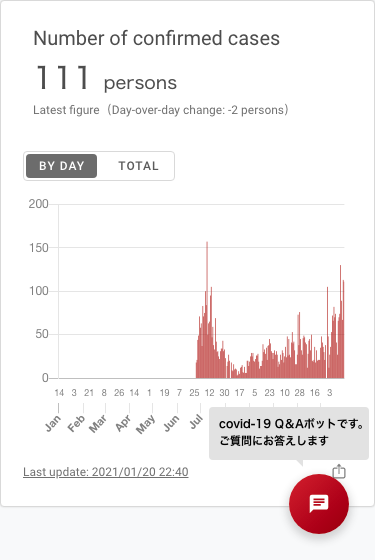 Number of confirmed cases
111 persons
Latest figure（Day-over-day change: -2 persons）
BY DAY TOTAL
200
150
100
50
0
14 3 21 8 26 14 1 19 7 25 12 30 17 5 23 10 28 16 3
Jan Feb Mar Apr May Jun Jul
covid-19 Q&Aボットです。
ご質問にお答えします
Last update: 2021/01/20 22:40